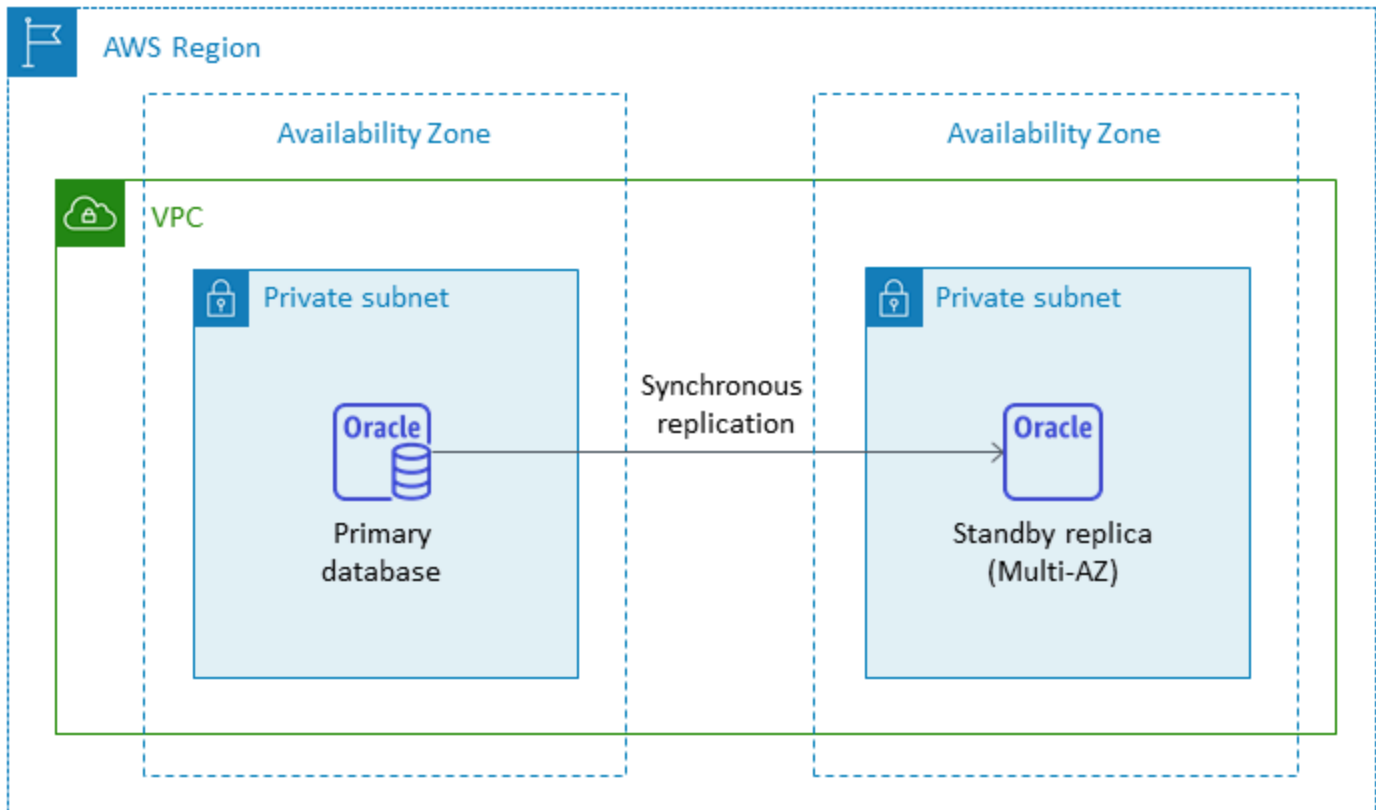 AWS Region
Availability Zone
Availability Zone
VPC
Private subnet
Private subnet
Synchronous
replication
Oracle
Oracle
Primary
database
Standby replica
(Multi-AZ)